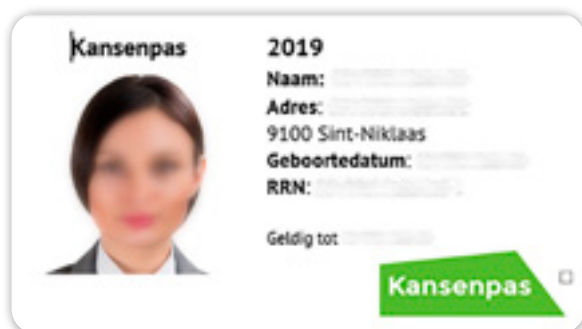 Kansenpas
2019
Naam:
Adres:
9100 Sint-Niklaas
Geboortedatum:
RRN:
Geldig tot
Kansenpas